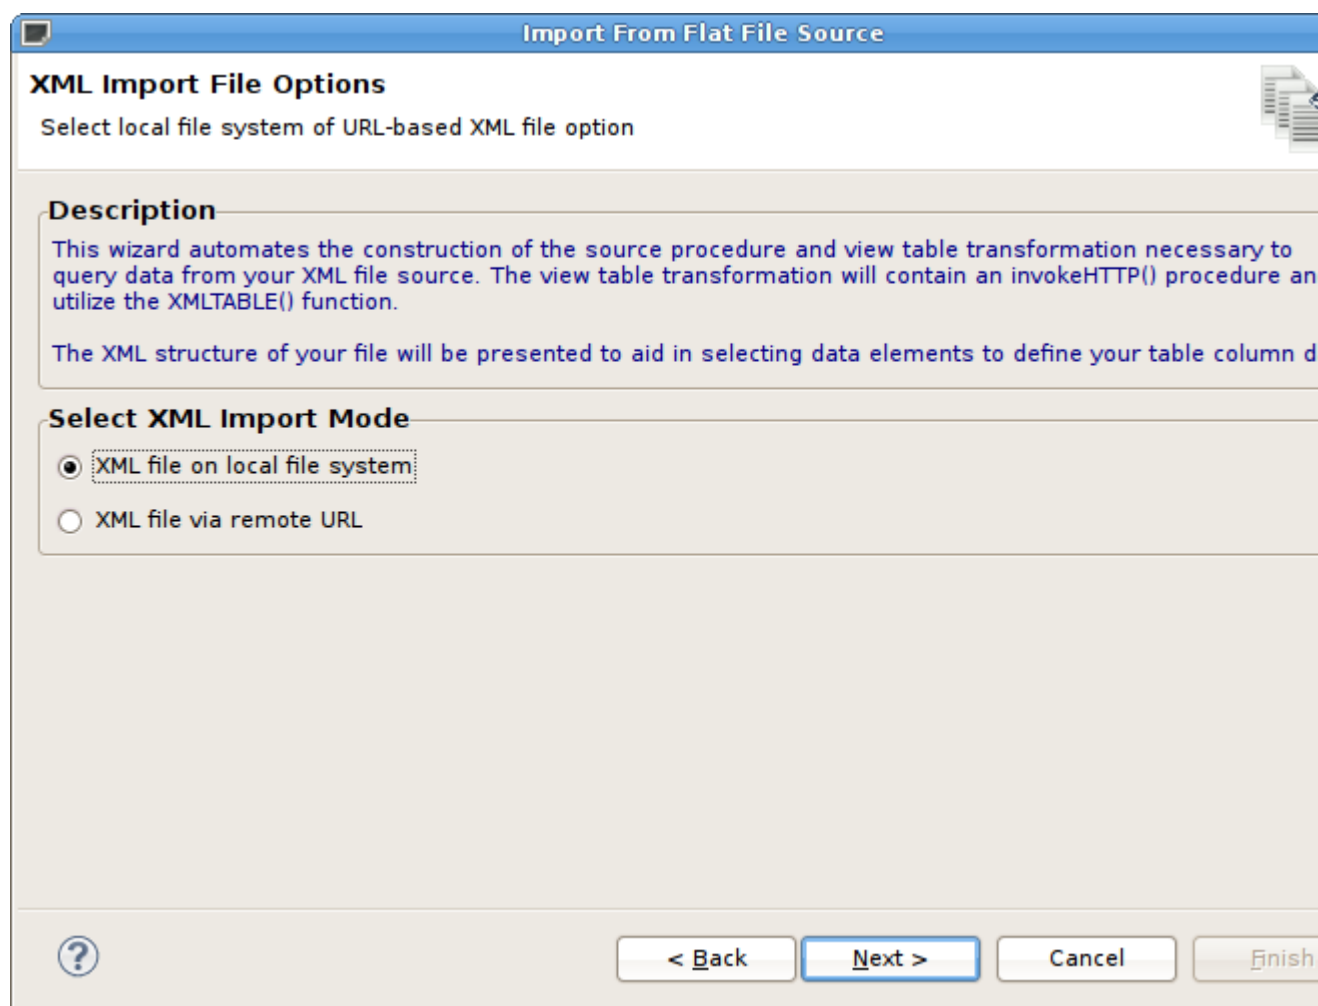 Import From Flat File Source
XML Import File Options
Select local file system of URL-based XML file option
Description
This wizard automates the construction of the source procedure and view table transformation necessary to
query data from your XML file source. The view table transformation will contain an invokeHTTP() procedure an
utilize the XMLTABLE() function.
The XML structure of your file will be presented to aid in selecting data elements to define your table column d
Select XML Import Mode
XML file on local file system
XML file via remote URL
< Back Next > Cancel Finish